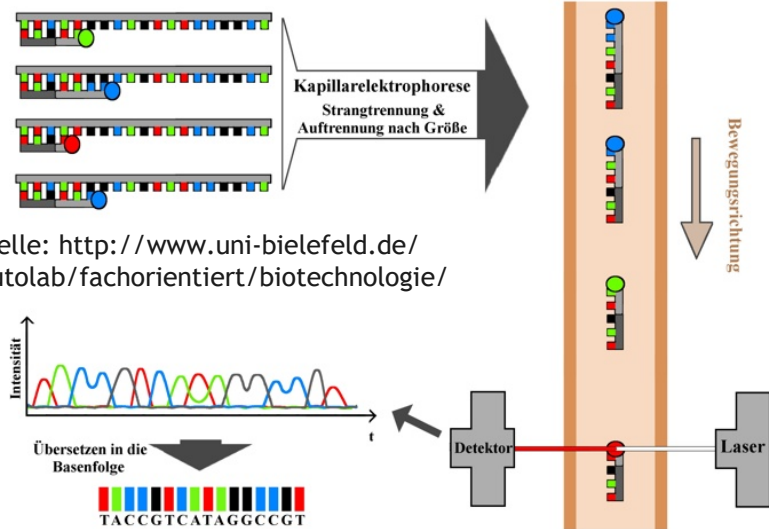 Kapillarelektrophorese
Strangtrennung &
Auftrennung nach Größe
Bewegungsrichtung
elle: http://www.uni-bielefeld.de/
utolab/fachorientiert/biotechnologie/
Intensität
t
Detektor
Laser
Übersetzen in die
Basenfolge
TACCGTCATAGGCCGT